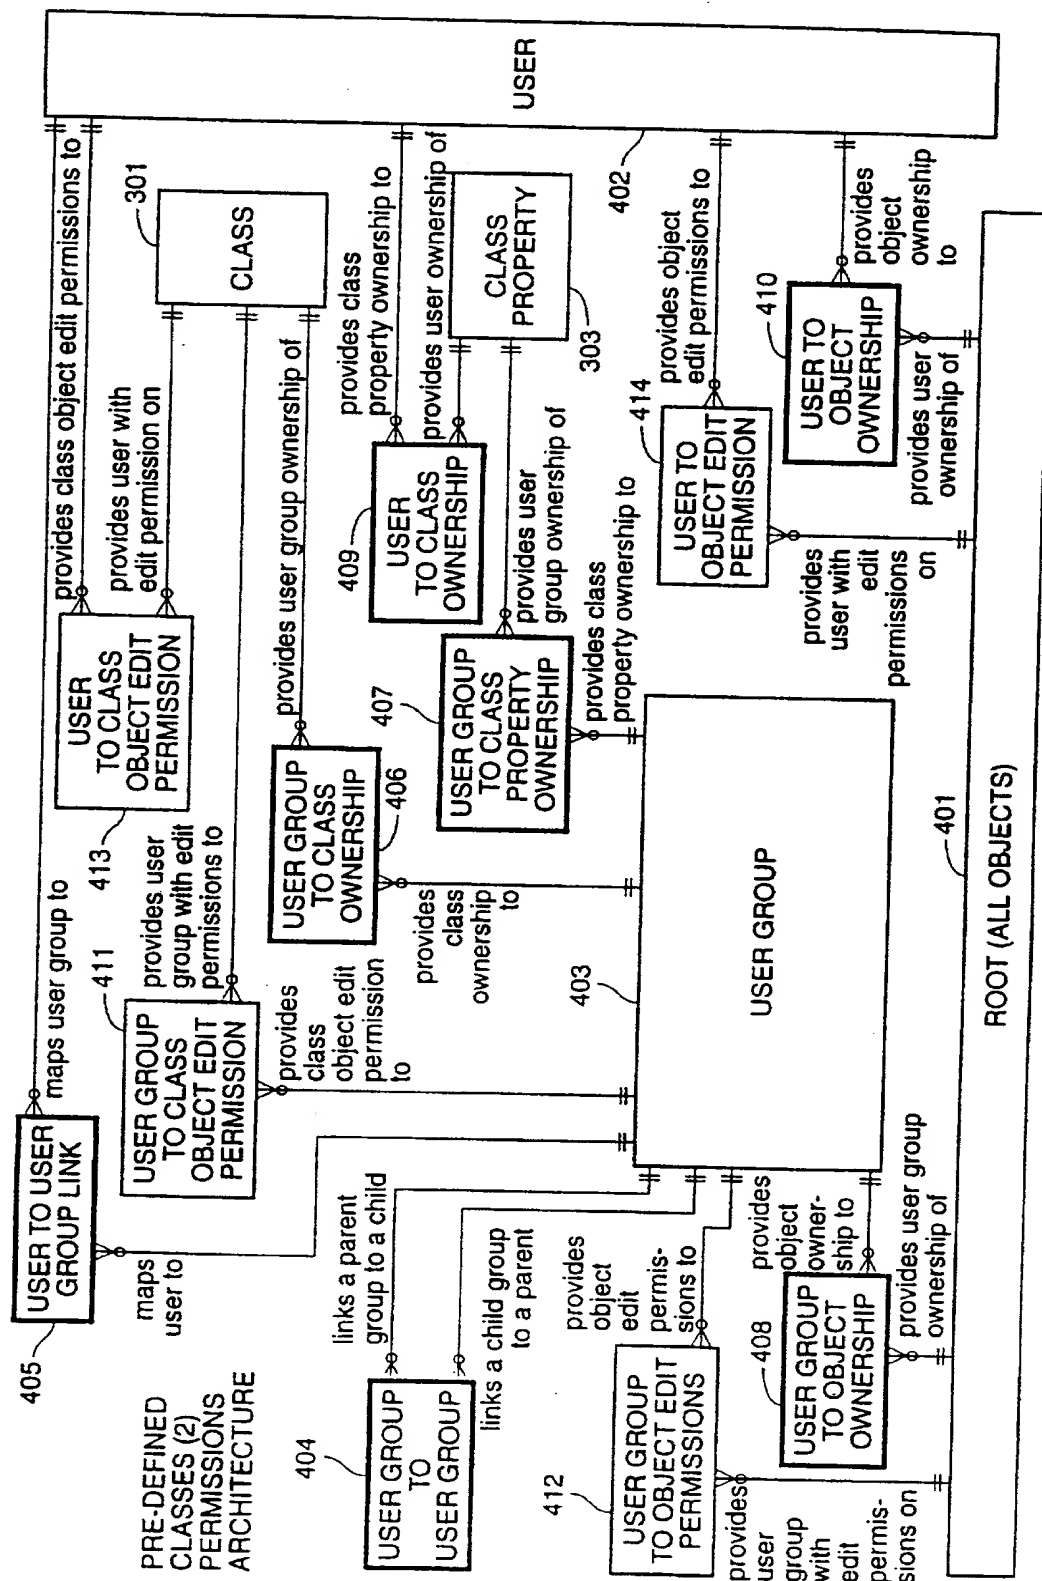 PRE-DEFINED
CLASSES (2)
PERMISSIONS
ARCHITECTURE
405
USER TO USER
GROUP LINK
maps user group to
maps
user to
provides class object edit permissions to
USER
402
413
USER
TO CLASS
OBJECT EDIT
PERMISSION
provides user with
edit permission on
301
CLASS
411
USER GROUP
TO CLASS
OBJECT EDIT
PERMISSION
provides user
group with edit
permissions to
provides
class
object edit
permission
to
USER GROUP
TO CLASS
OWNERSHIP
406
provides user group ownership of
provides
class
ownership
to
409
USER
TO CLASS
OWNERSHIP
provides class
property ownership to
provides user ownership of
CLASS
PROPERTY
303
407
USER GROUP
TO CLASS
PROPERTY
OWNERSHIP
provides user
group ownership of
provides class
property ownership to
404
USER GROUP
TO
USER GROUP
links a parent
group to a child
links a child group
to a parent
403
USER GROUP
414
USER TO
OBJECT EDIT
PERMISSION
provides object
edit permissions to
provides
user with
edit
permissions
on
410
USER TO
OBJECT
OWNERSHIP
provides
object
ownership
to
provides user
ownership of
412
USER GROUP
TO OBJECT EDIT
PERMISSIONS
provides
object
edit
permis-
sions to
provides
user
group
with
edit
permis-
sions on
408
USER GROUP
TO OBJECT
OWNERSHIP
provides
object
owner-
ship to
provides user group
ownership of
401
ROOT (ALL OBJECTS)